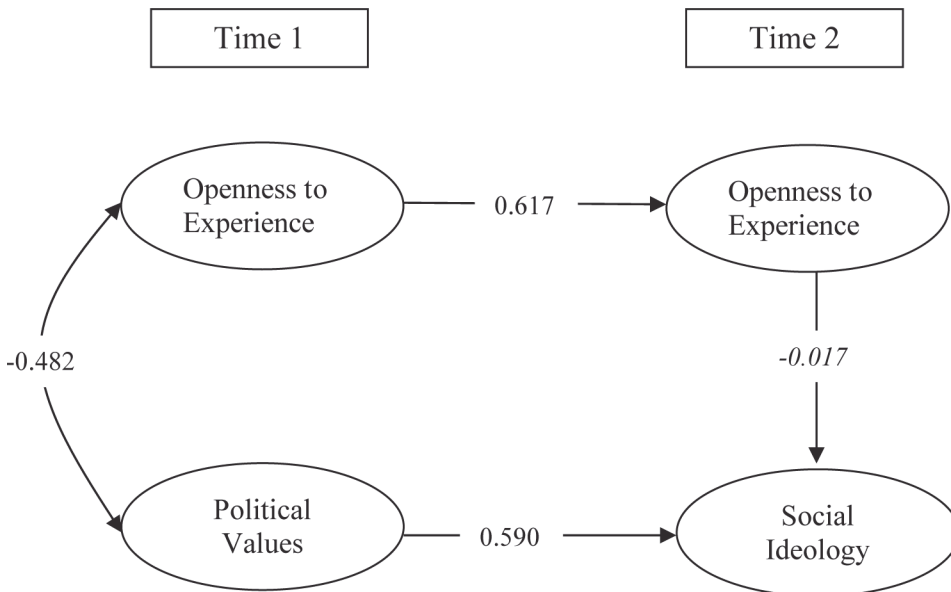 Time 1
Time 2
Openness to
Experience
0.617
Openness to
Experience
-0.482
-0.017
Political
Values
0.590
Social
Ideology